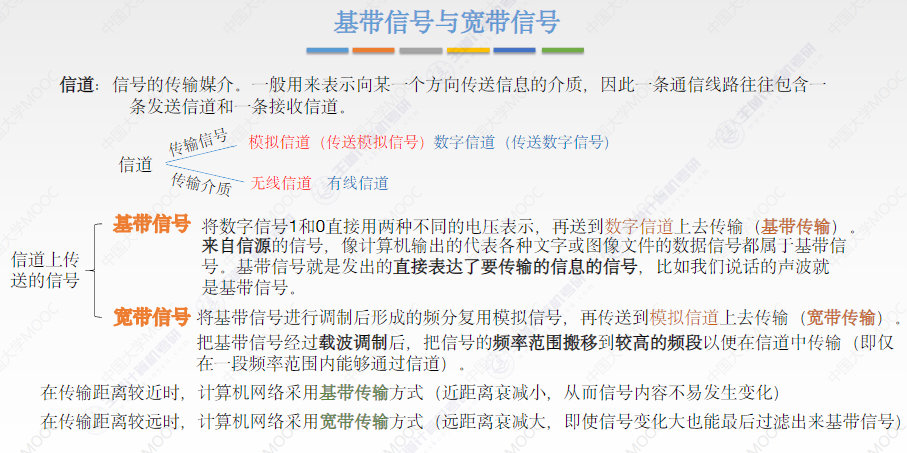 基带信号与宽带信号
信道：信号的传输媒介。一般用来表示向某一个方向传送信息的介质，因此一条通信线路往往包含一
条发送信道和一条接收信道。
传输信号
模拟信道（传送模拟信号）数字信道（传送数字信号）
信道
传输介质
无线信道 有线信道
基带信号
将数字信号1和0直接用两种不同的电压表示，再送到数字信道上去传输（基带传输）。
来自信源的信号，像计算机输出的代表各种文字或图像文件的数据信号都属于基带信
号。基带信号就是发出的直接表达了要传输的信息的信号，比如我们说话的声波就
是基带信号。
信道上传
送的信号
宽带信号
将基带信号进行调制后形成的频分复用模拟信号，再传送到模拟信道上去传输（宽带传输）。
把基带信号经过载波调制后，把信号的频率范围搬移到较高的频段以便在信道中传输（即仅
在一段频率范围内能够通过信道）。
在传输距离较近时，计算机网络采用基带传输方式（近距离衰减小，从而信号内容不易发生变化）
在传输距离较远时，计算机网络采用宽带传输方式（远距离衰减大，即使信号变化大也能最后过滤出来基带信号）